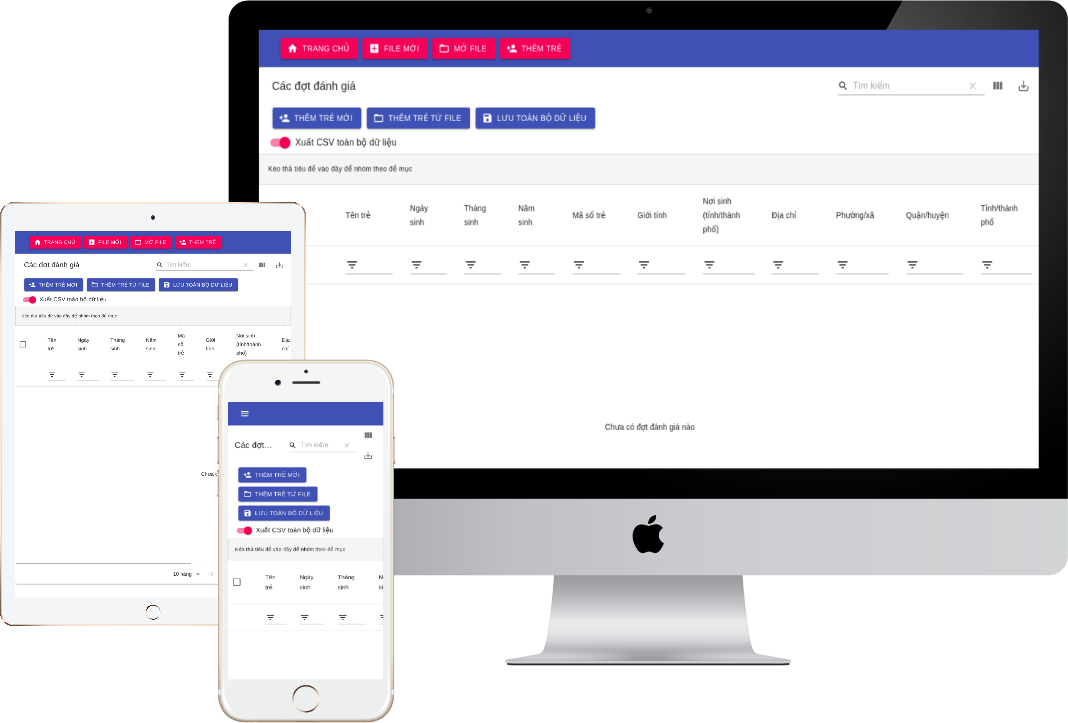 TRANG CHỦ FILE MỚI MỞ FILE THÊM TRẺ
Các đợt đánh giá Tìm kiếm
THÊM TRẺ MỚI THÊM TRẺ TỪ FILE LƯU TOÀN BỘ DỮ LIỆU
Xuất CSV toàn bộ dữ liệu
Kéo thả tiêu đề vào đây để nhóm theo đề mục
Tên trẻ Ngày sinh Tháng sinh Năm sinh Mã số trẻ Giới tính Nơi sinh (tỉnh/thành phố) Địa chỉ Phường/xã Quận/huyện Tỉnh/thành phố
Chưa có đợt đánh giá nào
TRANG CHỦ FILE MỚI MỞ FILE THÊM TRẺ
Các đợt đánh giá Tìm kiếm
THÊM TRẺ MỚI THÊM TRẺ TỪ FILE LƯU TOÀN BỘ DỮ LIỆU
Xuất CSV toàn bộ dữ liệu
Kéo thả tiêu đề vào đây để nhóm theo đề mục
Tên trẻ Ngày sinh Tháng sinh Năm sinh Mã số trẻ Giới tính Nơi sinh (tỉnh/thành phố) Địa chỉ
Chưa c
10 hàng
Các đợt... Tìm kiếm
THÊM TRẺ MỚI
THÊM TRẺ TỪ FILE
LƯU TOÀN BỘ DỮ LIỆU
Xuất CSV toàn bộ dữ liệu
Kéo thả tiêu đề vào đây để nhóm theo đề mục
Tên trẻ Ngày sinh Tháng sinh